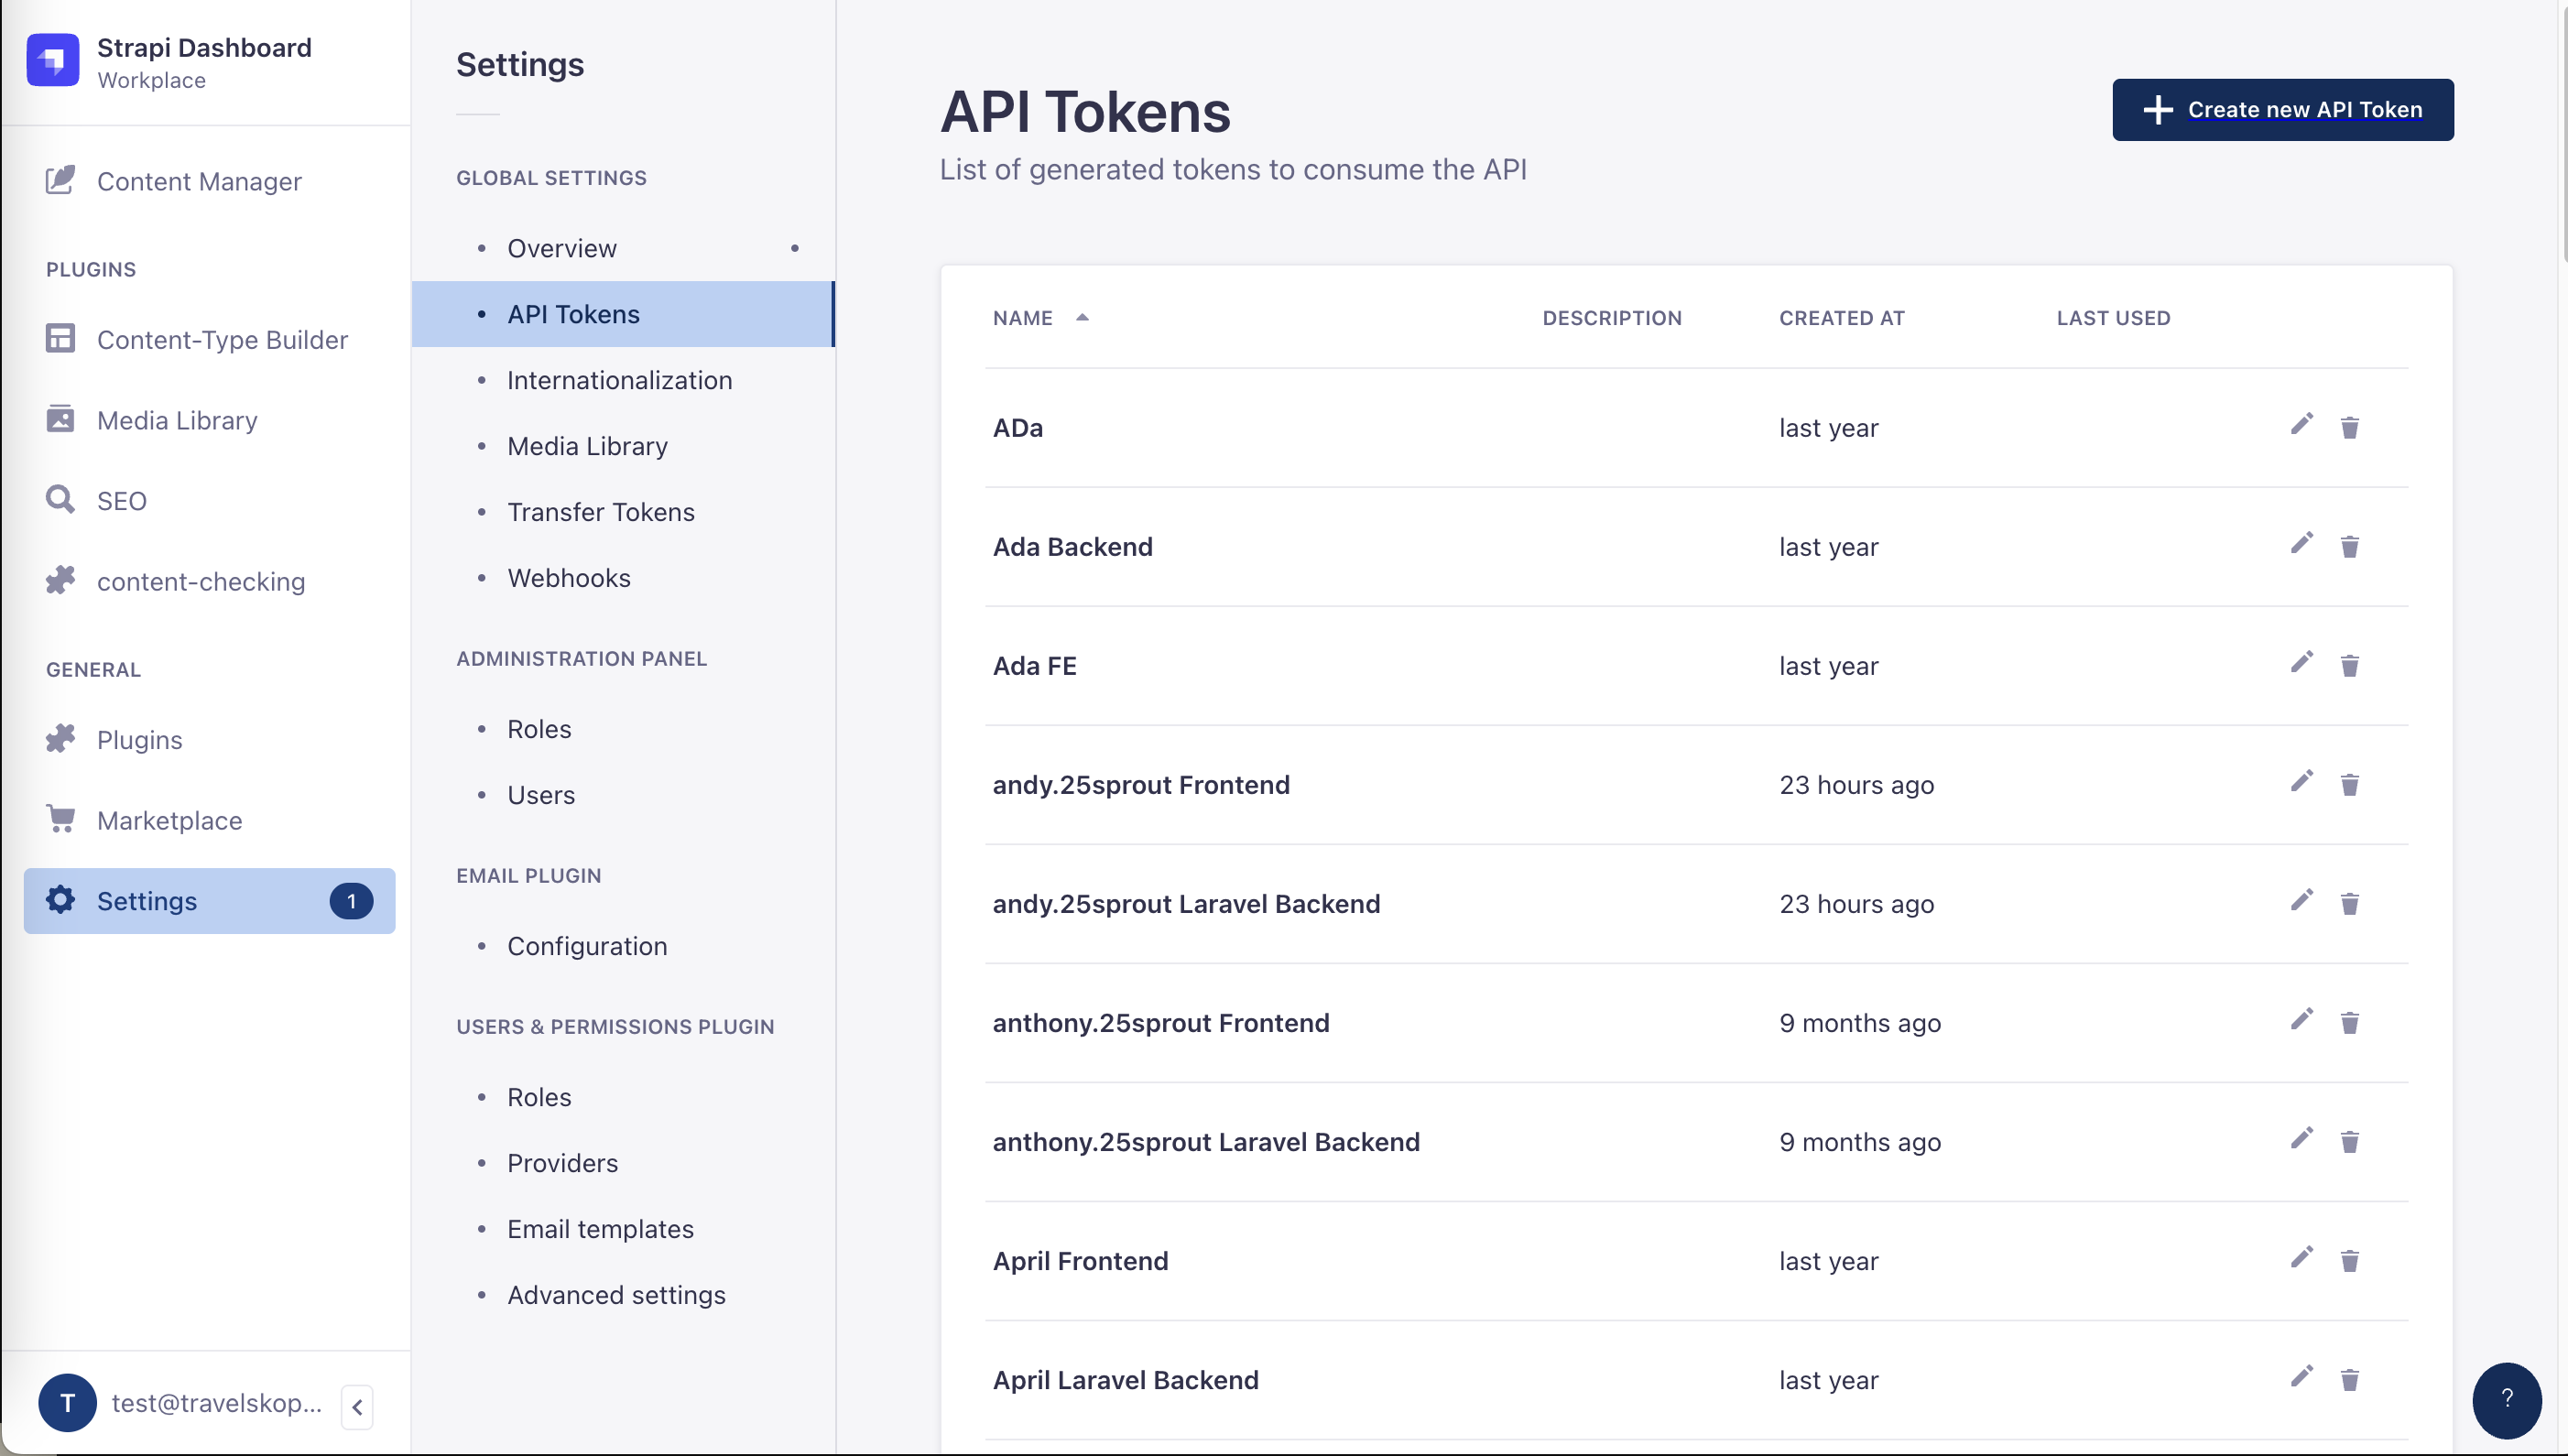 Strapi Dashboard
Workplace
Content Manager
PLUGINS
Content-Type Builder
Media Library
SEO
content-checking
GENERAL
Plugins
Marketplace
Settings
1
T
test@travelskop...
Settings
GLOBAL SETTINGS
Overview
API Tokens
Internationalization
Media Library
Transfer Tokens
Webhooks
ADMINISTRATION PANEL
Roles
Users
EMAIL PLUGIN
Configuration
USERS & PERMISSIONS PLUGIN
Roles
Providers
Email templates
Advanced settings
API Tokens
List of generated tokens to consume the API
Create new API Token
NAME DESCRIPTION CREATED AT LAST USED
ADa last year
Ada Backend last year
Ada FE last year
andy.25sprout Frontend 23 hours ago
andy.25sprout Laravel Backend 23 hours ago
anthony.25sprout Frontend 9 months ago
anthony.25sprout Laravel Backend 9 months ago
April Frontend last year
April Laravel Backend last year
?